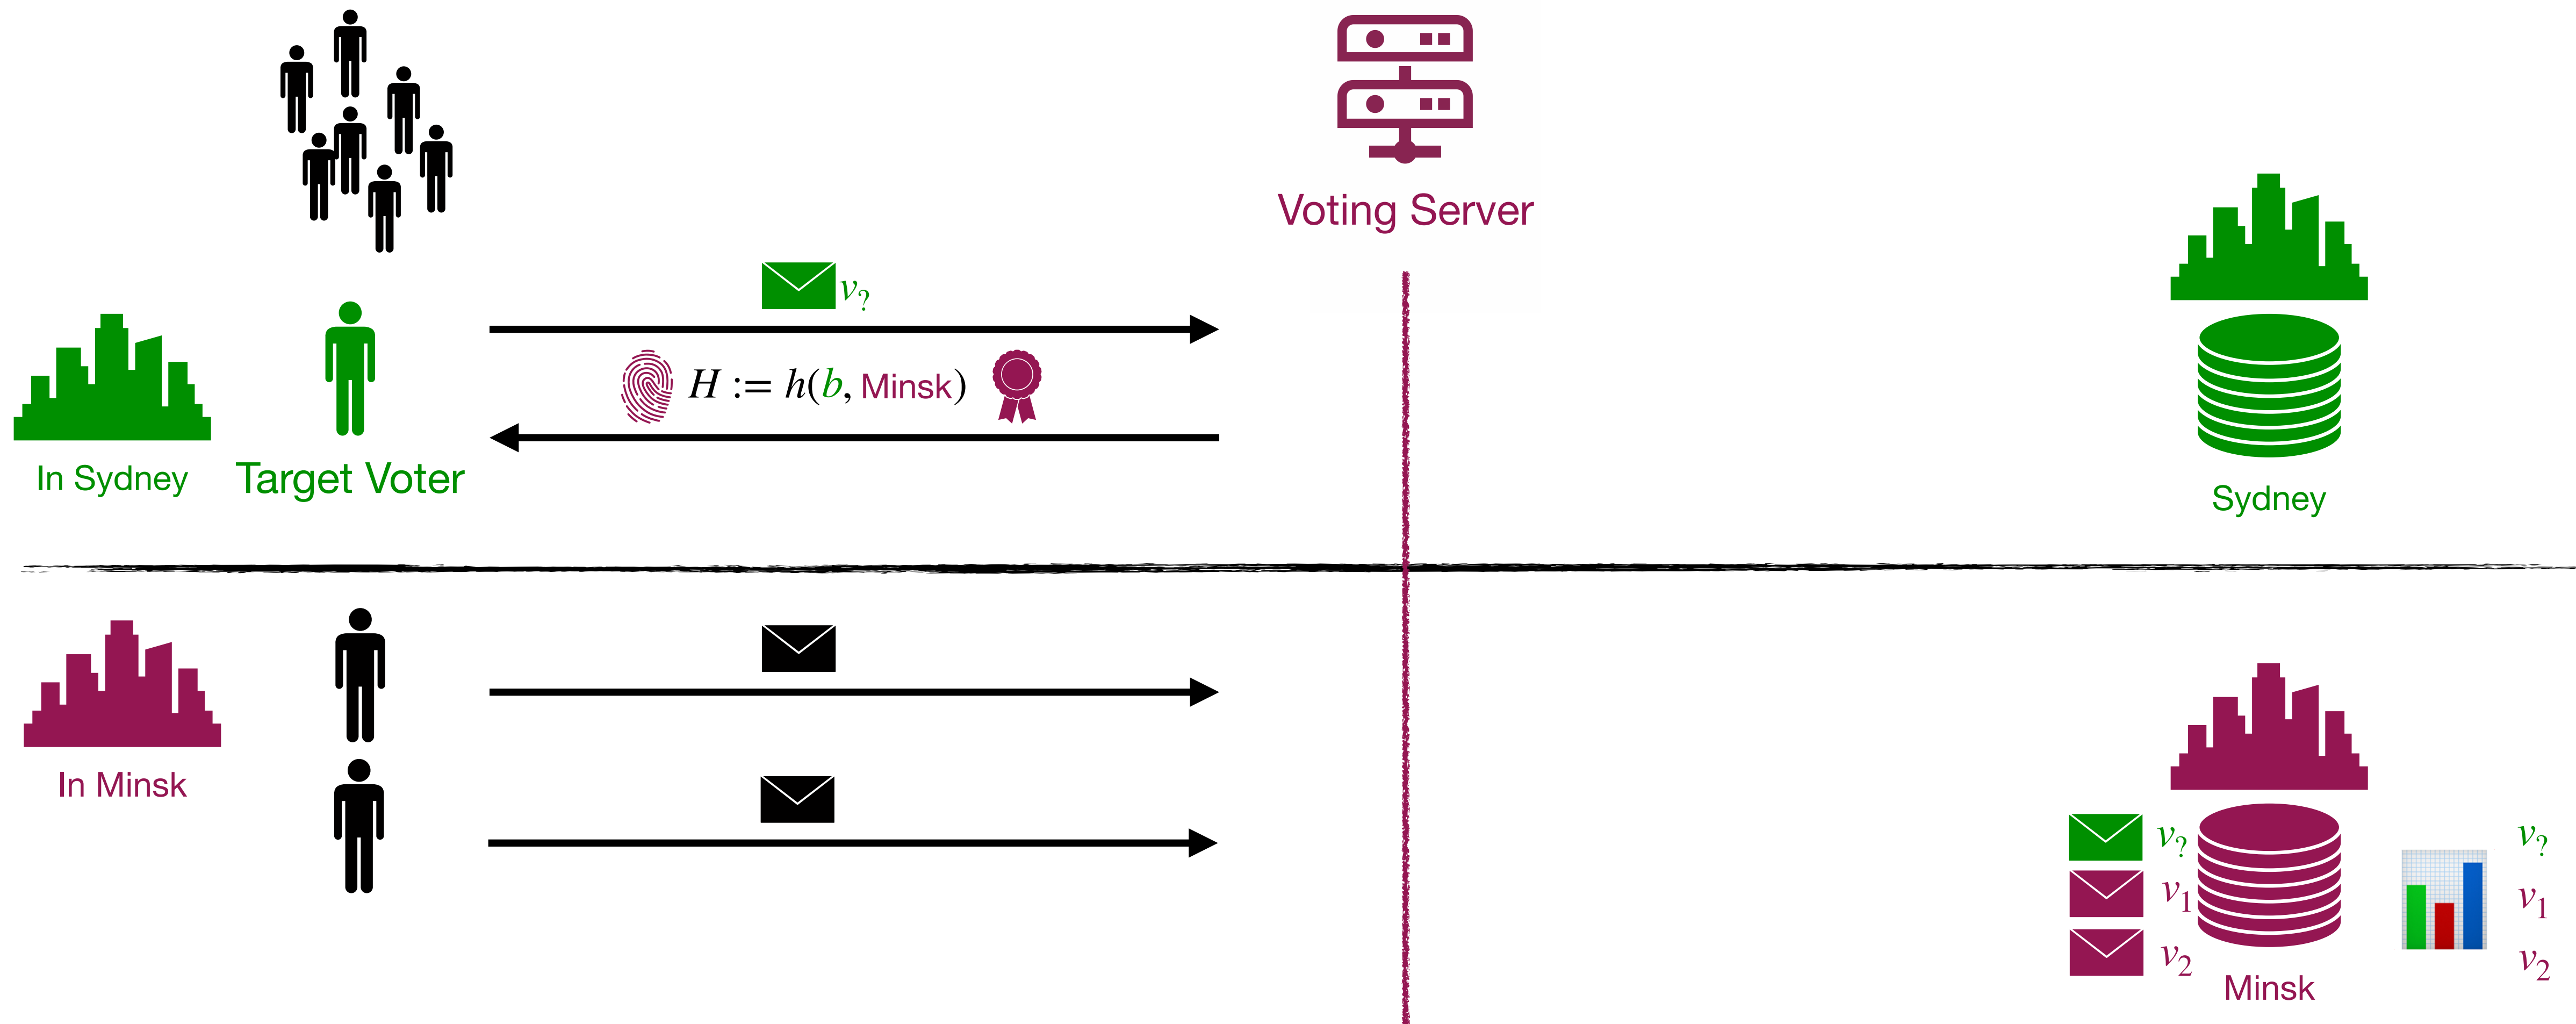 Voting Server
v?
H := h(b, Minsk)
In Sydney
Target Voter
Sydney
In Minsk
v?
v?
v1
v1
v2
v2
Minsk